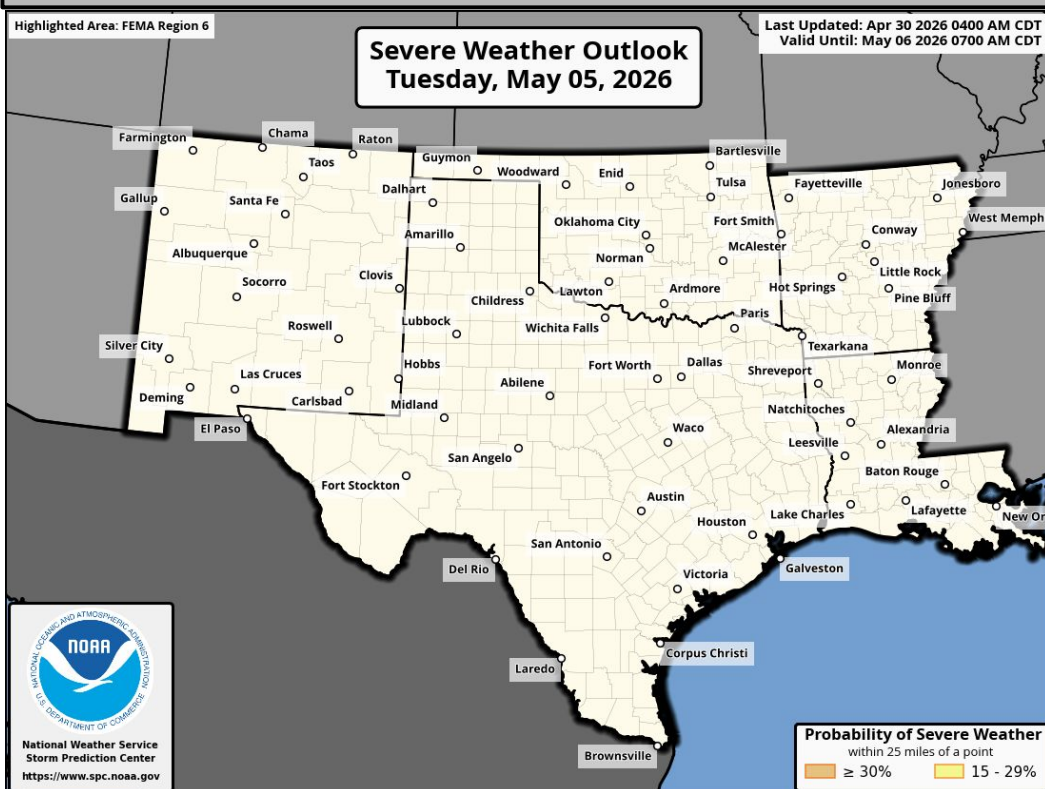 Highlighted Area: FEMA Region 6
Last Updated: Apr 30 2026 0400 AM CDT
Valid Until: May 06 2026 0700 AM CDT
Severe Weather Outlook
Tuesday, May 05, 2026
Farmington
Chama
Raton
Taos
Guymon
Woodward
Enid
Bartlesville
Tulsa
Fayetteville
Jonesboro
Gallup
Santa Fe
Dalhart
Oklahoma City
Fort Smith
West Memph
Albuquerque
Amarillo
Norman
McAlester
Conway
Socorro
Clovis
Childress
Lawton
Ardmore
Hot Springs
Little Rock
Pine Bluff
Roswell
Lubbock
Wichita Falls
Paris
Texarkana
Silver City
Las Cruces
Hobbs
Fort Worth
Dallas
Shreveport
Monroe
Deming
Carlsbad
Midland
Abilene
Natchitoches
El Paso
Waco
Leesville
Alexandria
San Angelo
Baton Rouge
Fort Stockton
Austin
Houston
Lake Charles
Lafayette
New Or
San Antonio
Del Rio
Victoria
Galveston
Laredo
Corpus Christi
Brownsville
NATIONAL OCEANIC AND ATMOSPHERIC ADMINISTRATION
NOAA
U.S. DEPARTMENT OF COMMERCE
National Weather Service
Storm Prediction Center
https://www.spc.noaa.gov
Probability of Severe Weather
within 25 miles of a point
≥ 30%
15 - 29%